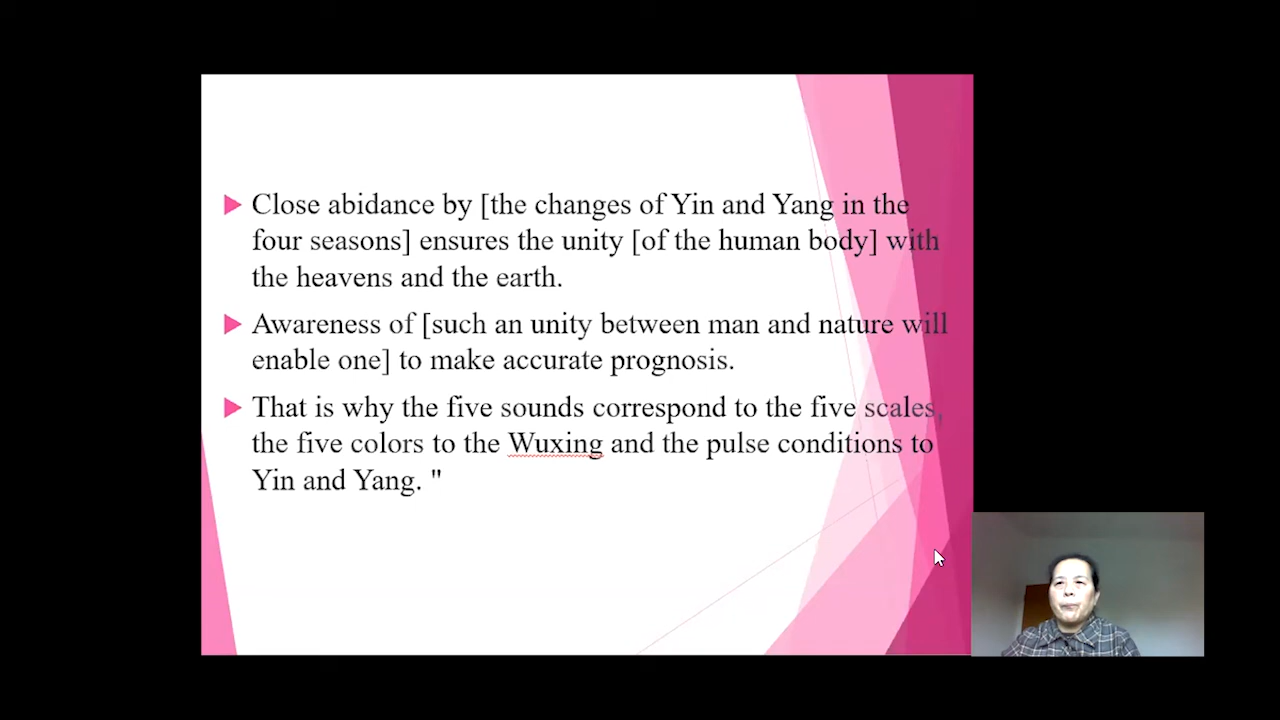 Close abidance by [the changes of Yin and Yang in the
four seasons] ensures the unity [of the human body] with
the heavens and the earth.
Awareness of [such an unity between man and nature will
enable one] to make accurate prognosis.
That is why the five sounds correspond to the five scales,
the five colors to the Wuxing and the pulse conditions to
Yin and Yang. "